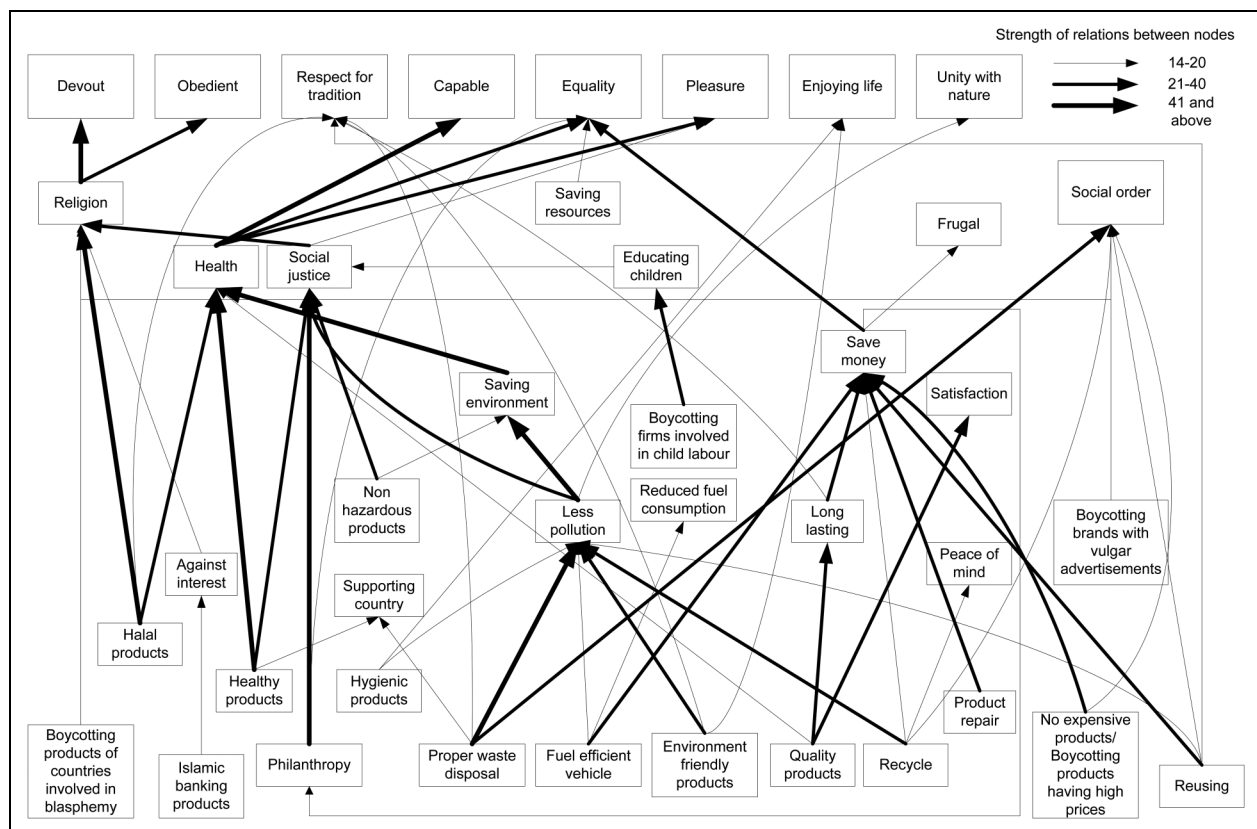 Strength of relations between nodes
14-20
21-40
41 and
above
Devout
Obedient
Respect for
tradition
Capable
Equality
Pleasure
Enjoying life
Unity with
nature
Religion
Saving
resources
Social order
Frugal
Health
Social
justice
Educating
children
Save
money
Saving
environment
Satisfaction
Boycotting
firms involved
in child labour
Non
hazardous
products
Less
pollution
Reduced fuel
consumption
Long
lasting
Boycotting
brands with
vulgar
advertisements
Against
interest
Supporting
country
Peace of
mind
Halal
products
Healthy
products
Hygienic
products
Product
repair
Boycotting
products of
countries
involved in
blasphemy
Islamic
banking
products
Philanthropy
Proper waste
disposal
Fuel efficient
vehicle
Environment
friendly
products
Quality
products
Recycle
No expensive
products/
Boycotting
products
having high
prices
Reusing